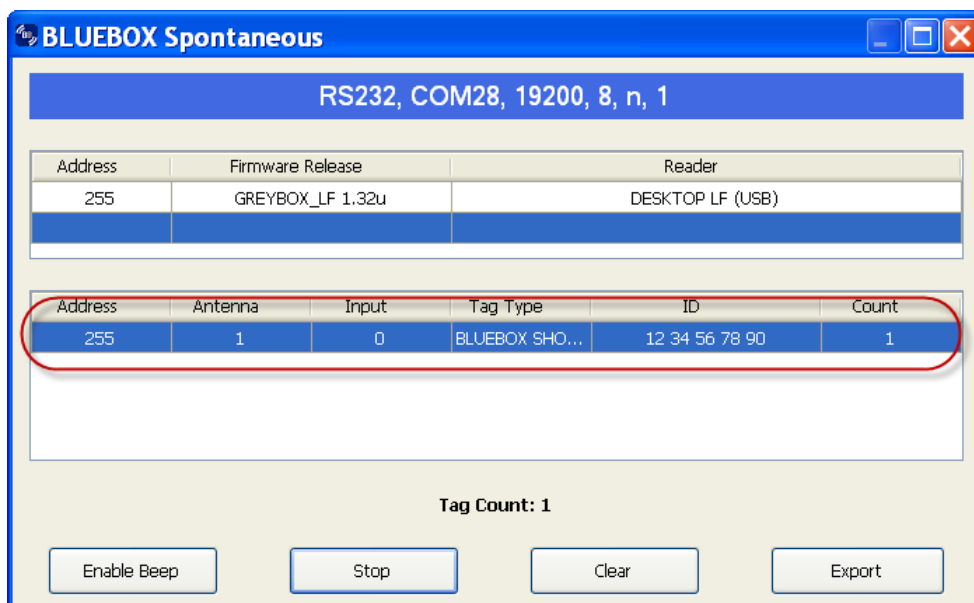 BLUEBOX Spontaneous
RS232, COM28, 19200, 8, n, 1
Address Firmware Release Reader
255 GREYBOX_LF 1.32u DESKTOP LF (USB)
Address Antenna Input Tag Type ID Count
255 1 0 BLUEBOX SHO... 12 34 56 78 90 1
Tag Count: 1
Enable Beep Stop Clear Export